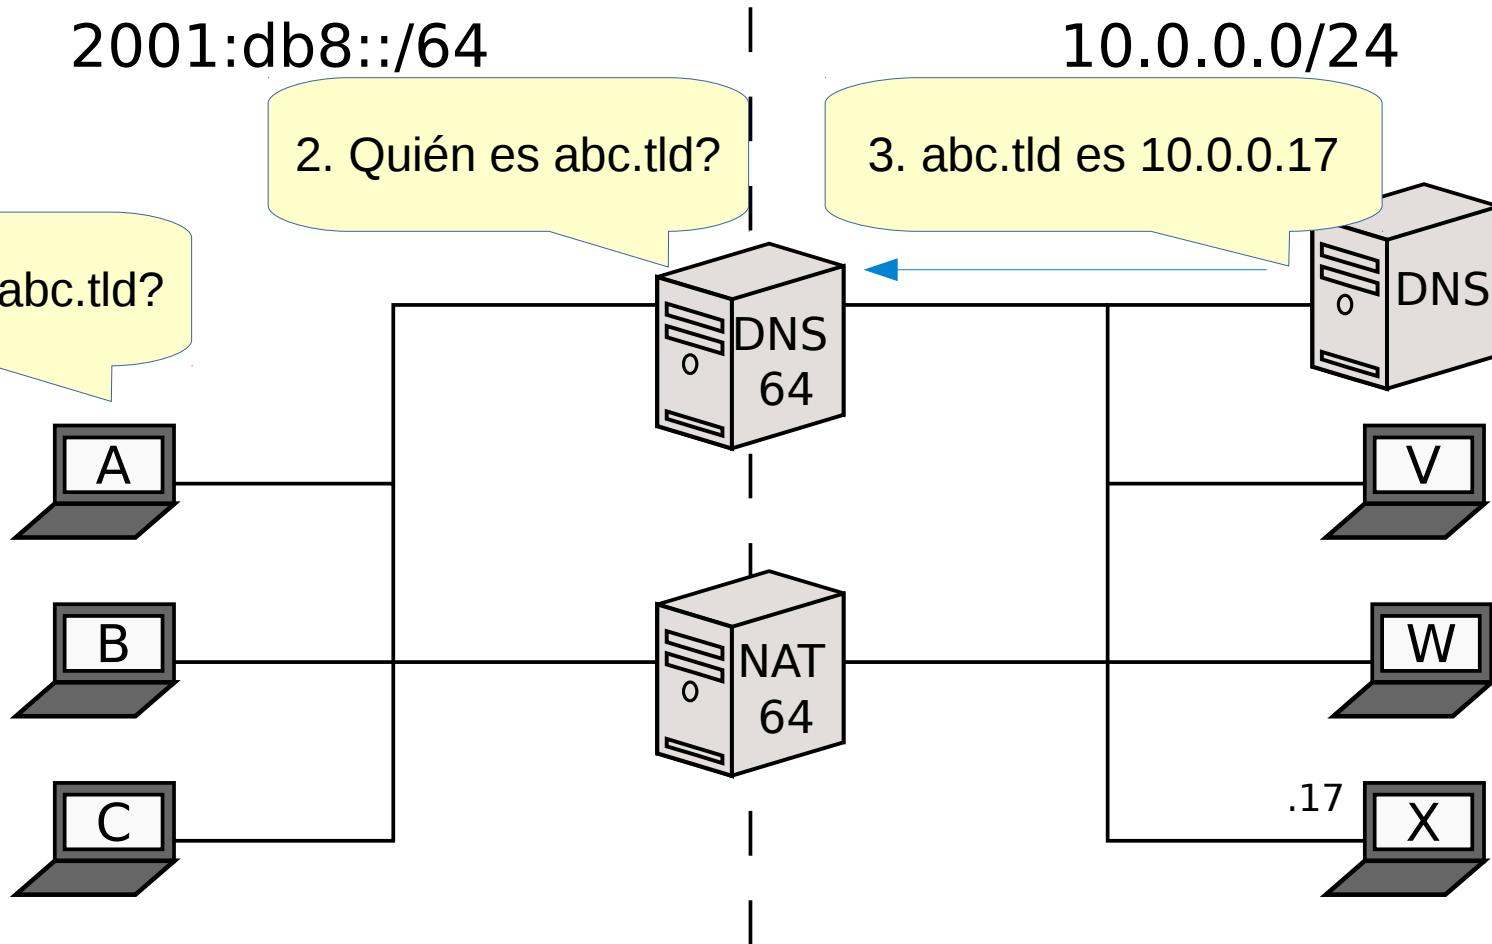 2001:db8::/64
10.0.0.0/24
2. Quién es abc.tld?
3. abc.tld es 10.0.0.17
abc.tld?
DNS
DNS
64
A
V
B
W
NAT
64
.17
C
X